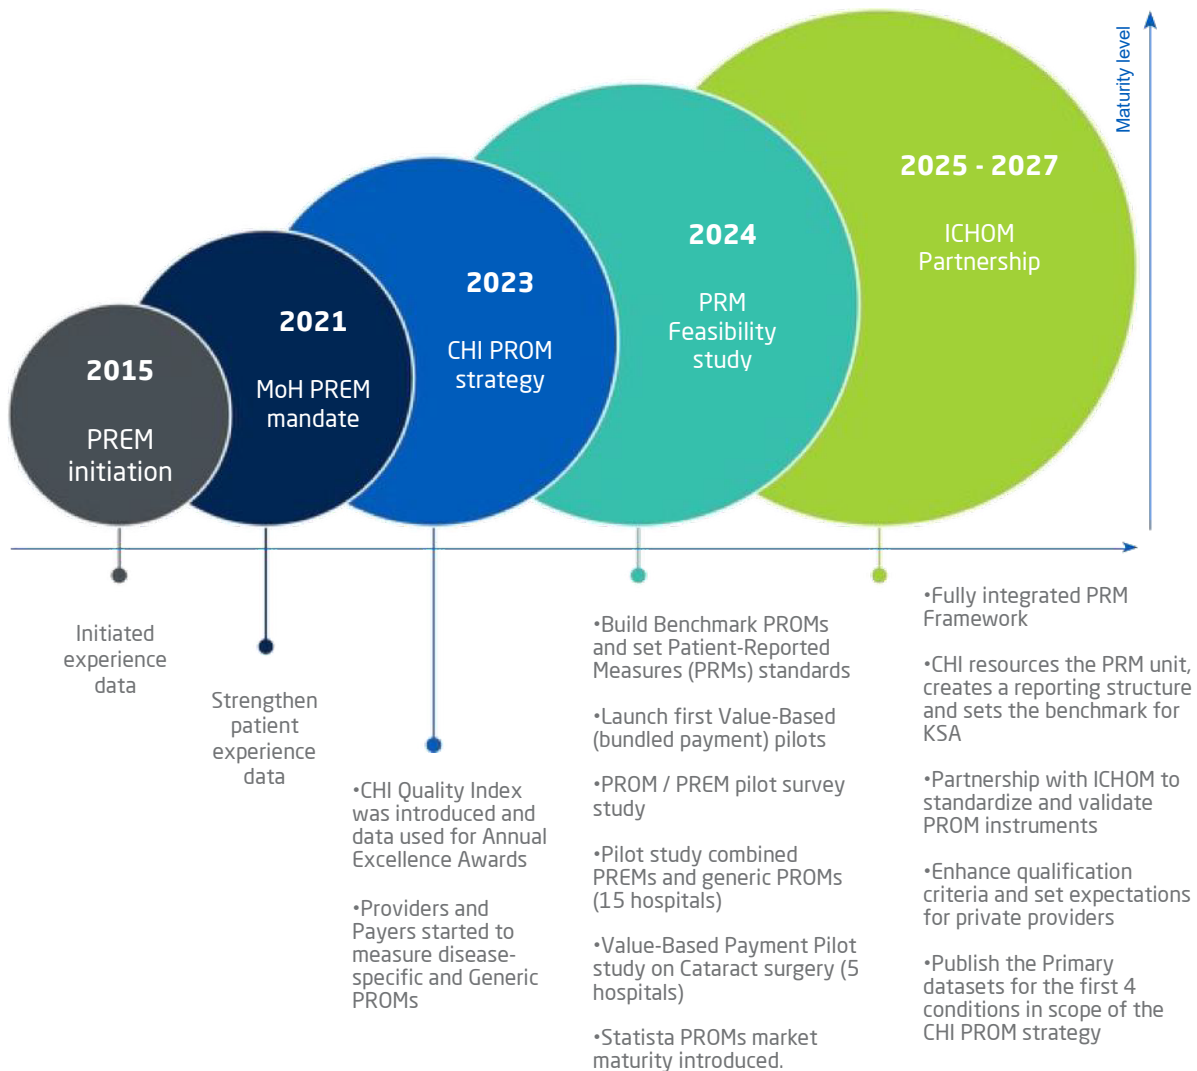 Maturity level
2015
PREM
initiation
2021
MoH PREM
mandate
2023
CHI PROM
strategy
2024
PRM
Feasibility
study
2025 - 2027
ICHOM
Partnership
Initiated
experience
data
Strengthen
patient
experience
data
•CHI Quality Index
was introduced and
data used for Annual
Excellence Awards
•Providers and
Payers started to
measure disease-
specific and Generic
PROMs
•Build Benchmark PROMs
and set Patient-Reported
Measures (PRMs) standards
•Launch first Value-Based
(bundled payment) pilots
•PROM / PREM pilot survey
study
•Pilot study combined
PREMs and generic PROMs
(15 hospitals)
•Value-Based Payment Pilot
study on Cataract surgery (5
hospitals)
•Statista PROMs market
maturity introduced.
•Fully integrated PRM
Framework
•CHI resources the PRM unit,
creates a reporting structure
and sets the benchmark for
KSA
•Partnership with ICHOM to
standardize and validate
PROM instruments
•Enhance qualification
criteria and set expectations
for private providers
•Publish the Primary
datasets for the first 4
conditions in scope of the
CHI PROM strategy